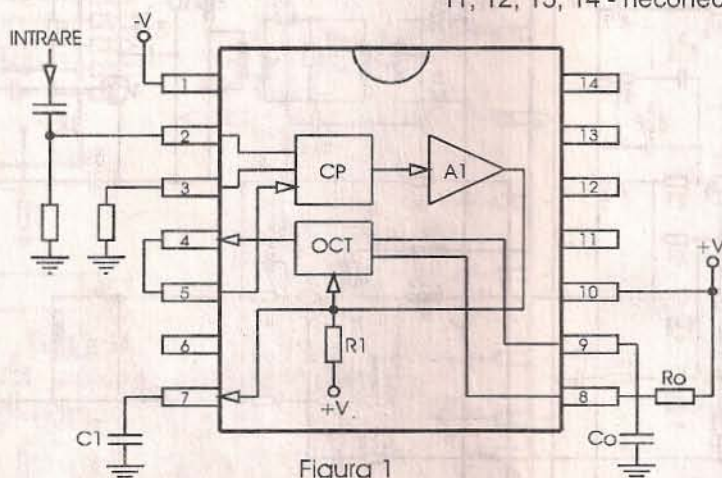 11, 12, 13, 14 - neconec
INTRARE
-V
1
14
2
13
3
CP
A1
12
4
OCT
11
+V
5
10
6
R1
9
7
+V
8
Ro
C1
Co
Figura 1